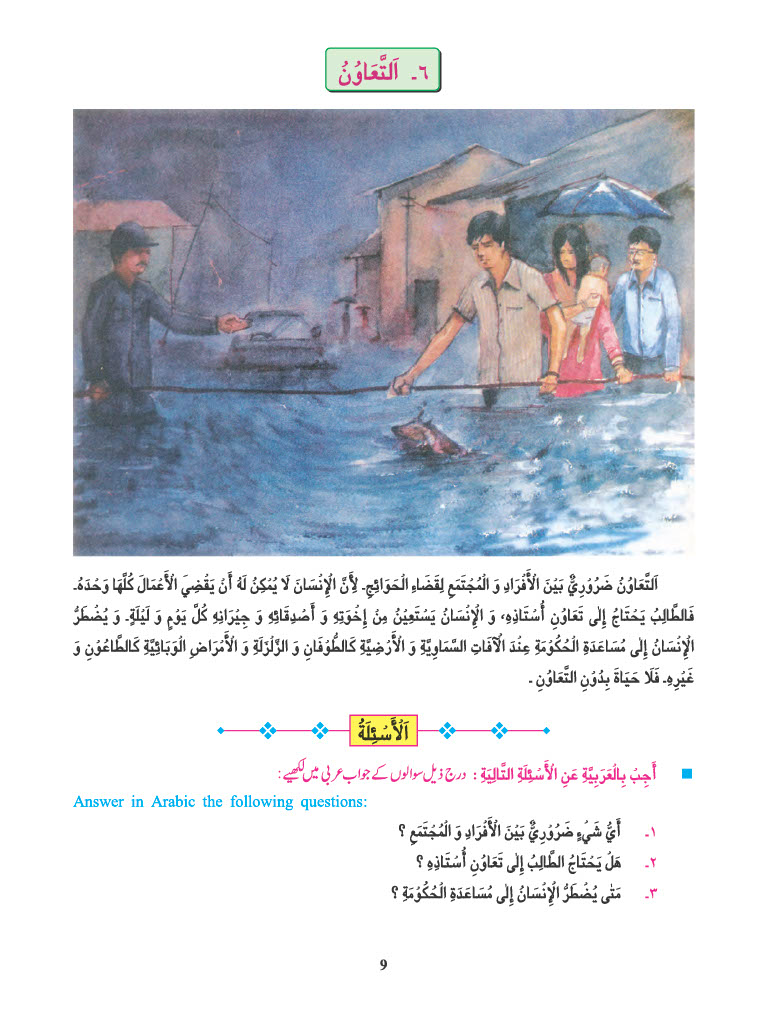 ٦۔ اَلتَّعَاوُنُ
اَلتَّعَاوُنُ ضَرُوْرِيٌّ بَيْنَ الْأَفْرَادِ وَ الْمُجْتَمَعِ لِقَضَاءِ الْحَوَائِجِ۔ لِأَنَّ الْإِنْسَانَ لَا يُمْكِنُ لَهُ أَنْ يَقْضِيَ الْأَعْمَالَ كُلَّهَا وَحْدَهُ۔
فَالطَّالِبُ يَحْتَاجُ إِلٰى تَعَاوُنِ أُسْتَاذِهِ، وَ الْإِنْسَانُ يَسْتَعِيْنُ مِنْ إِخْوَتِهِ وَ أَصْدِقَائِهِ وَ جِيْرَانِهِ كُلَّ يَوْمٍ وَ لَيْلَةٍ۔ وَ يُضْطَرُّ
الْإِنْسَانُ إِلٰى مُسَاعَدَةِ الْحُكُوْمَةِ عِنْدَ الْآفَاتِ السَّمَاوِيَّةِ وَ الْأَرْضِيَّةِ كَالطُّوْفَانِ وَ الزَّلْزَلَةِ وَ الْأَمْرَاضِ الْوَبَائِيَّةِ كَالطَّاعُوْنِ وَ
غَيْرِهِ۔ فَلَا حَيَاةَ بِدُوْنِ التَّعَاوُنِ ۔
اَلْأَسْئِلَةُ
أَجِبْ بِالْعَرَبِيَّةِ عَنِ الْأَسْئِلَةِ التَّالِيَةِ : درج ذیل سوالوں کے جواب عربی میں لکھیے :
Answer in Arabic the following questions:
١۔ أَيُّ شَيْءٍ ضَرُوْرِيٌّ بَيْنَ الْأَفْرَادِ وَ الْمُجْتَمَعِ ؟
٢۔ هَلْ يَحْتَاجُ الطَّالِبُ إِلٰى تَعَاوُنِ أُسْتَاذِهِ ؟
٣۔ مَتٰى يُضْطَرُّ الْإِنْسَانُ إِلٰى مُسَاعَدَةِ الْحُكُوْمَةِ ؟
9